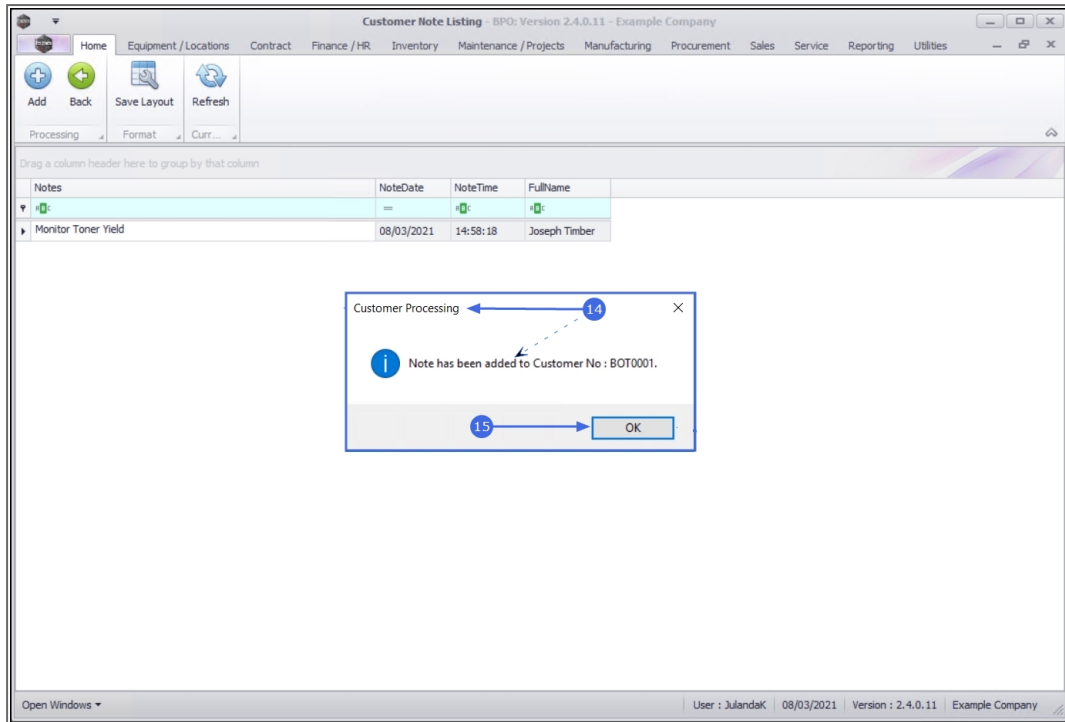 Customer Note Listing - BPO: Version 2.4.0.11 - Example Company
Home Equipment / Locations Contract Finance / HR Inventory Maintenance / Projects Manufacturing Procurement Sales Service Reporting Utilities
Add Back Save Layout Refresh
Processing Format Curr...
Drag a column header here to group by that column
Notes NoteDate NoteTime FullName
=
Monitor Toner Yield 08/03/2021 14:58:18 Joseph Timber
Customer Processing 14
Note has been added to Customer No : BOT0001.
15 OK
Open Windows User : JulandaK 08/03/2021 Version : 2.4.0.11 Example Company